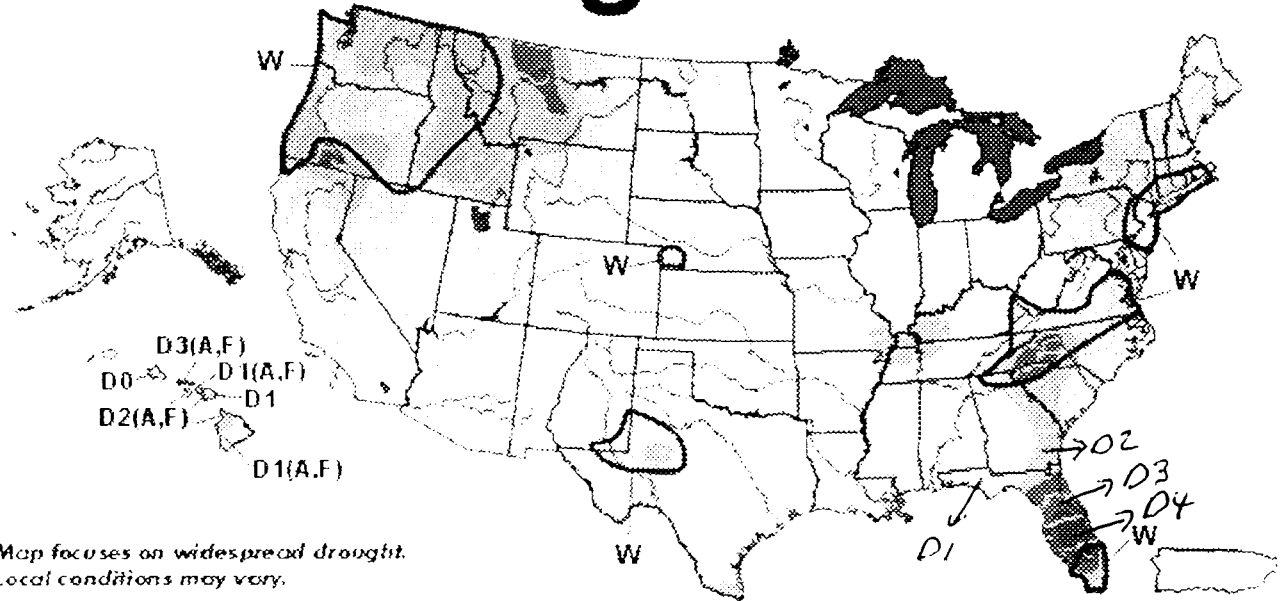 W
W
W
D3(A,F)
D1(A,F)
D0
D1
D2(A,F)
D1(A,F)
D2
D3
D4
D1
W
W
Map focuses on widespread drought.
Local conditions may vary.